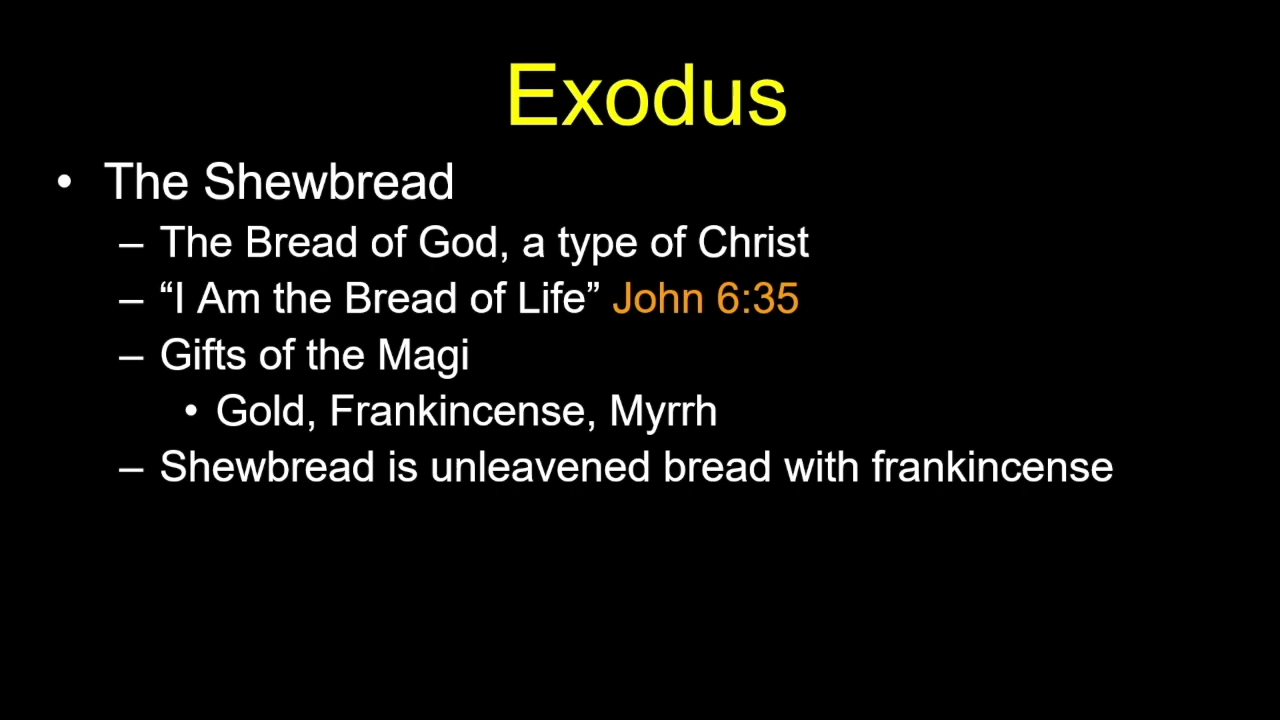 Exodus
• The Shewbread
– The Bread of God, a type of Christ
– “I Am the Bread of Life” John 6:35
– Gifts of the Magi
• Gold, Frankincense, Myrrh
– Shewbread is unleavened bread with frankincense